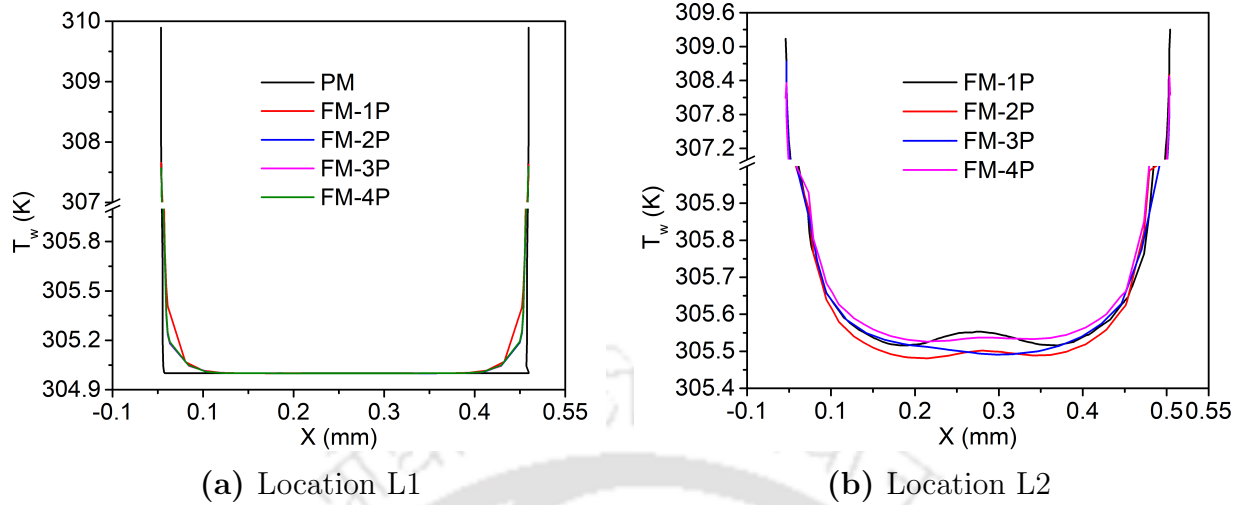 310
309
308
307
305.8
305.5
305.2
304.9
T_w (K)
-0.1 0.1 0.2 0.3 0.4 0.55
X (mm)
PM
FM-1P
FM-2P
FM-3P
FM-4P
(a) Location L1
309.6
309.0
308.4
307.8
307.2
305.9
305.8
305.7
305.6
305.5
305.4
T_w (K)
-0.1 0.1 0.2 0.3 0.4 0.5 0.55
X (mm)
FM-1P
FM-2P
FM-3P
FM-4P
(b) Location L2